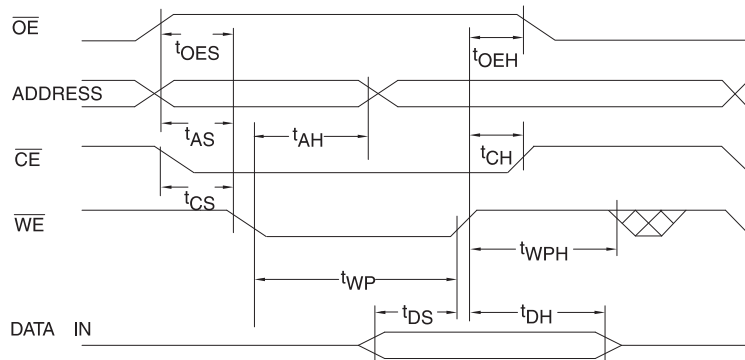 OE
tOES
tOEH
ADDRESS
tAS
tAH
tCH
CE
tCS
WE
tWPH
tWP
tDS
tDH
DATA IN